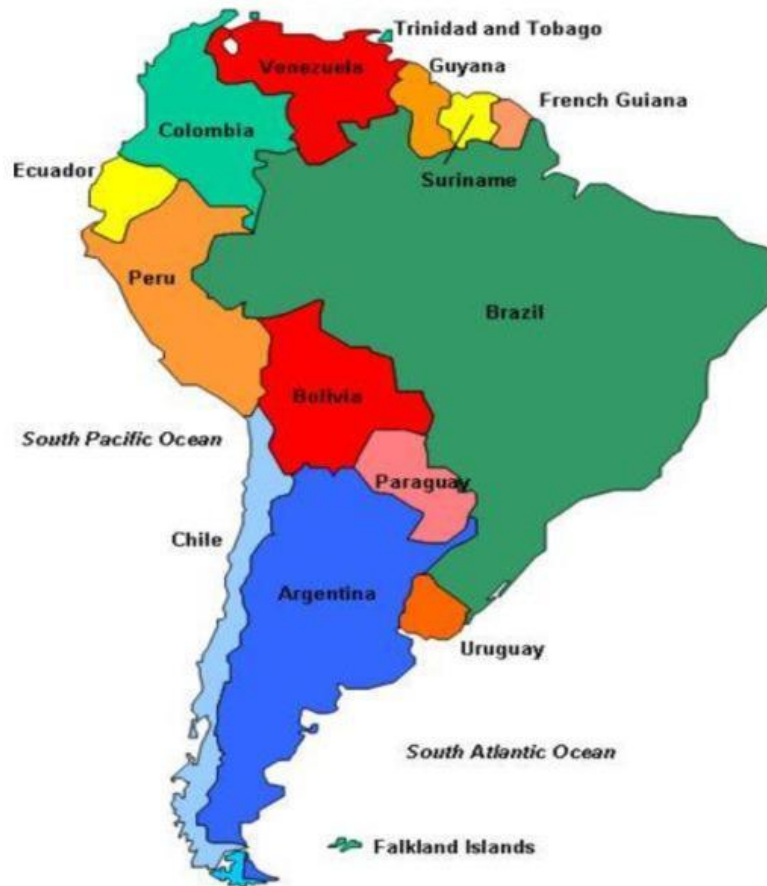 Trinidad and Tobago
Venezuela
Guyana
French Guiana
Colombia
Ecuador
Suriname
Peru
Brazil
Bolivia
South Pacific Ocean
Paraguay
Chile
Argentina
Uruguay
South Atlantic Ocean
Falkland Islands